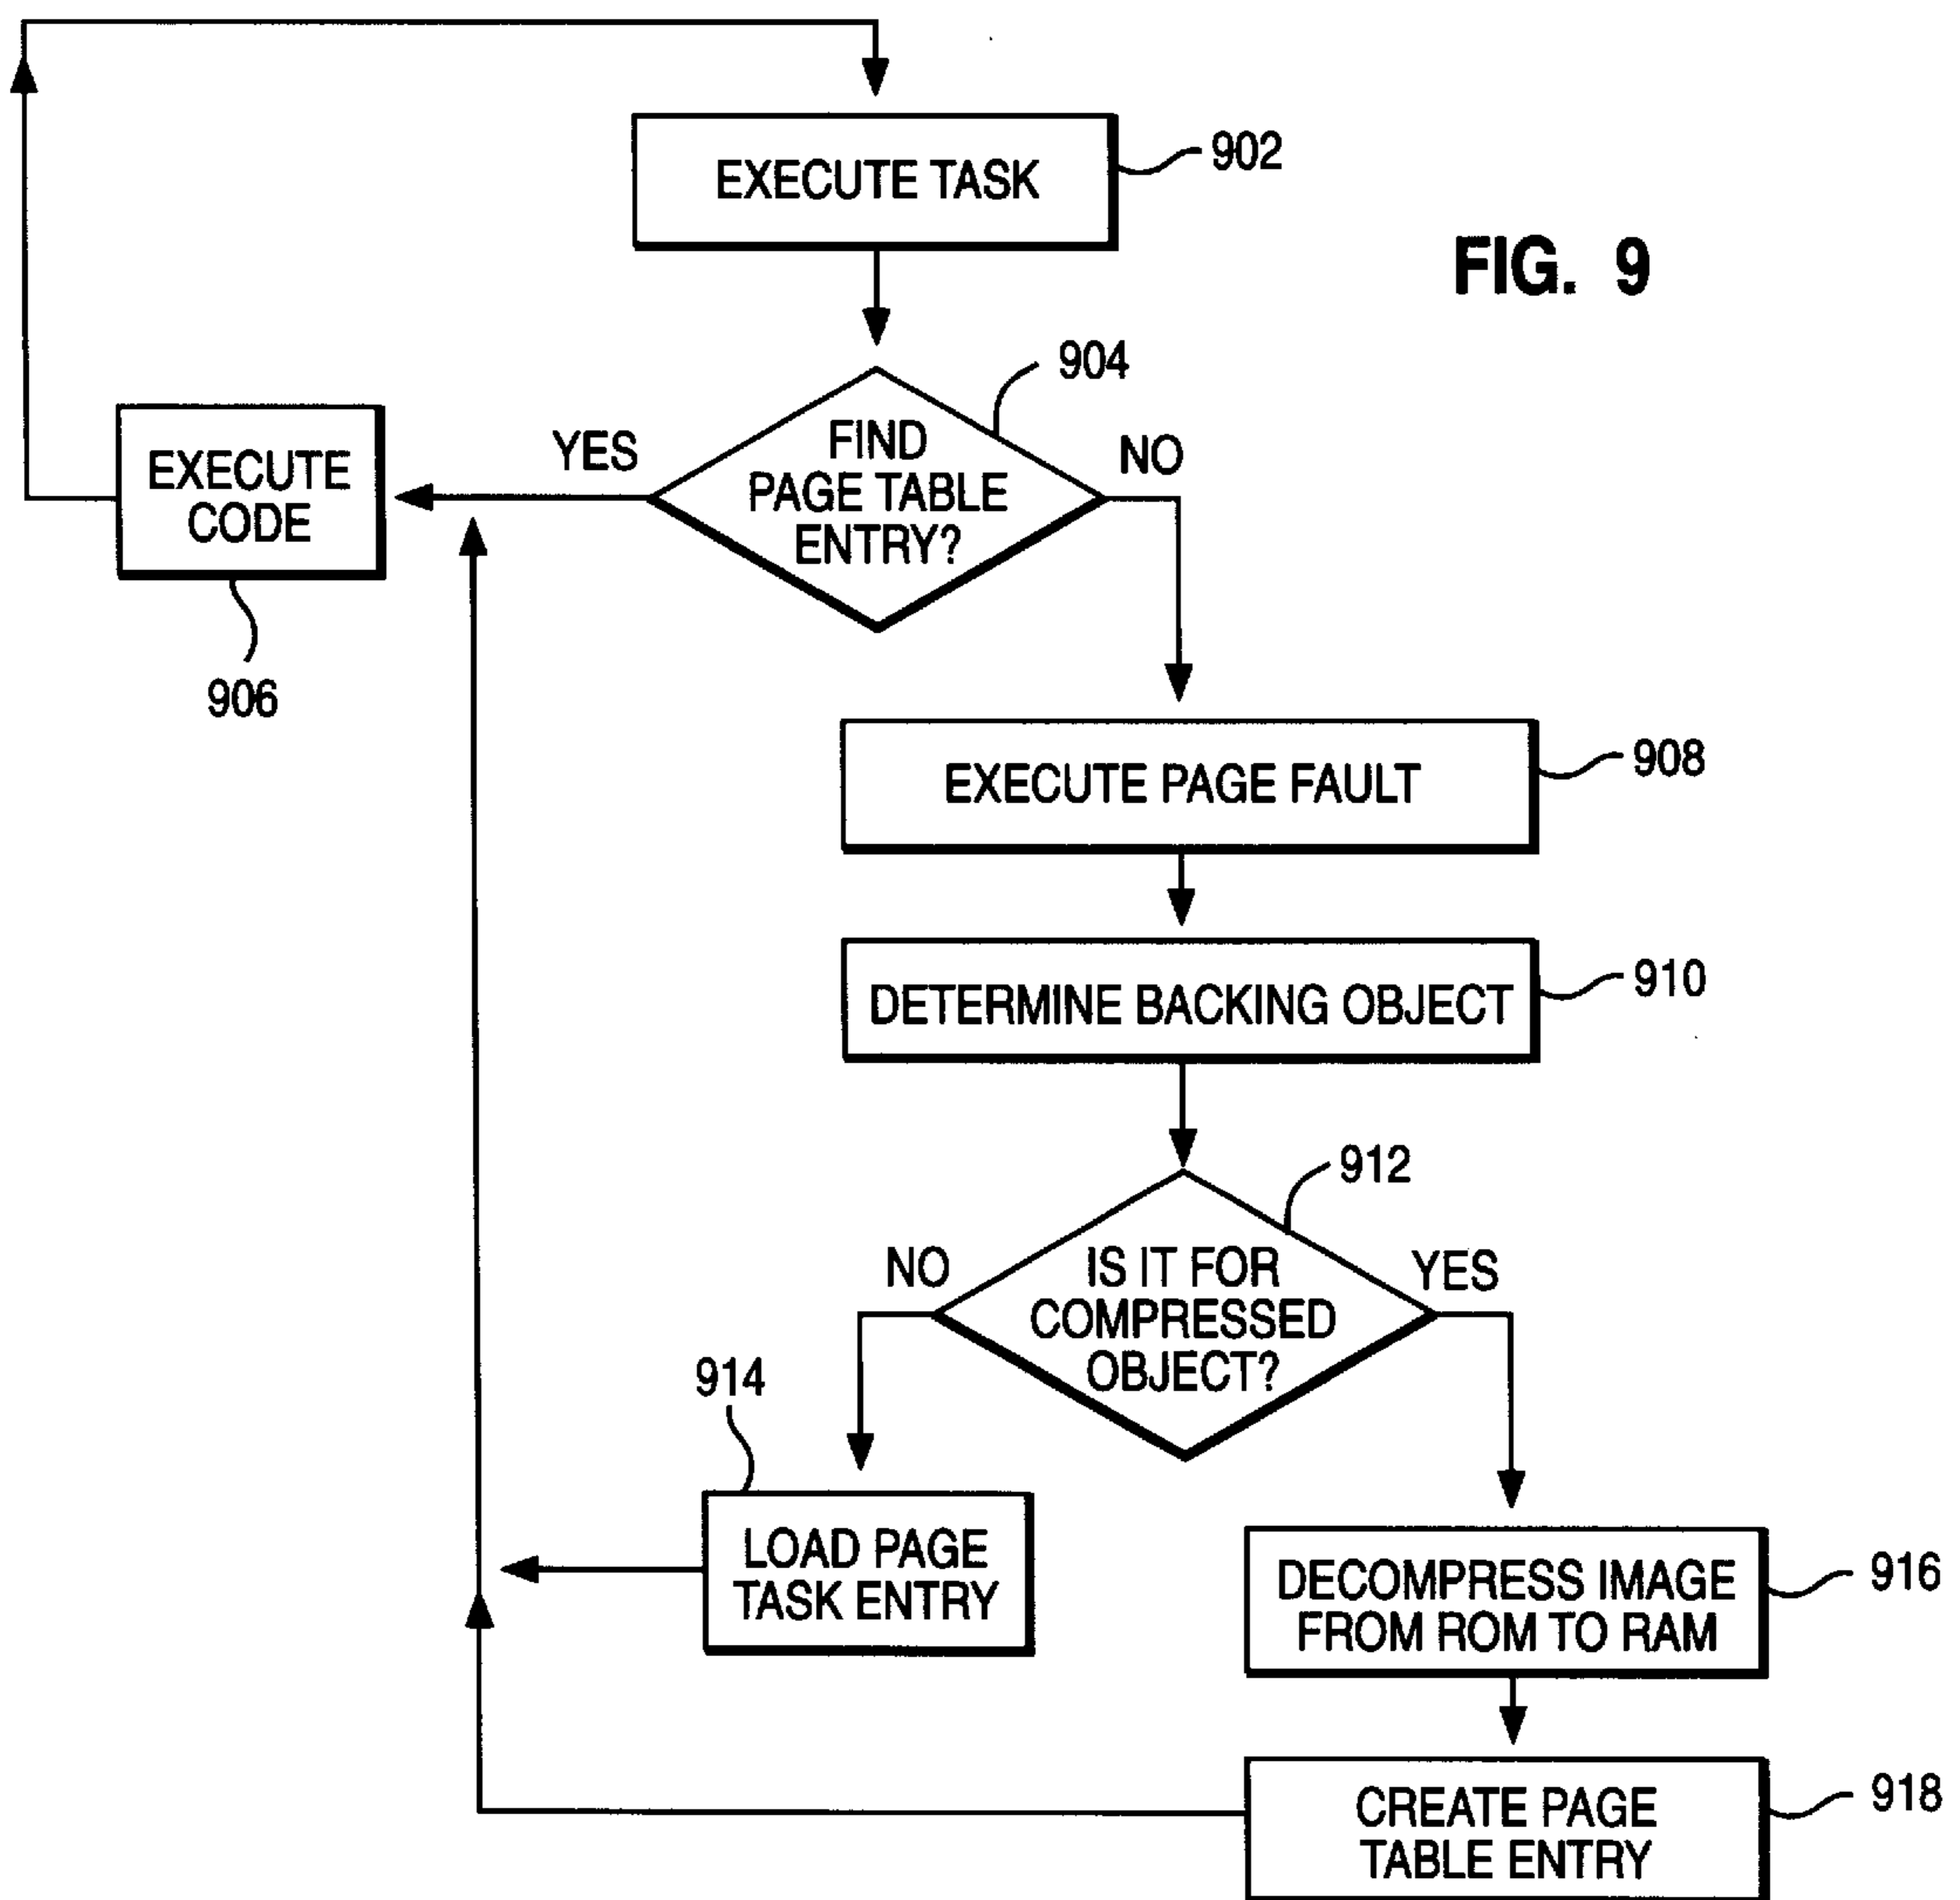 EXECUTE TASK
902
FIG. 9
904
FIND
PAGE TABLE
ENTRY?
YES
NO
EXECUTE
CODE
906
EXECUTE PAGE FAULT
908
DETERMINE BACKING OBJECT
910
912
IS IT FOR
COMPRESSED
OBJECT?
NO
YES
914
LOAD PAGE
TASK ENTRY
DECOMPRESS IMAGE
FROM ROM TO RAM
916
CREATE PAGE
TABLE ENTRY
918